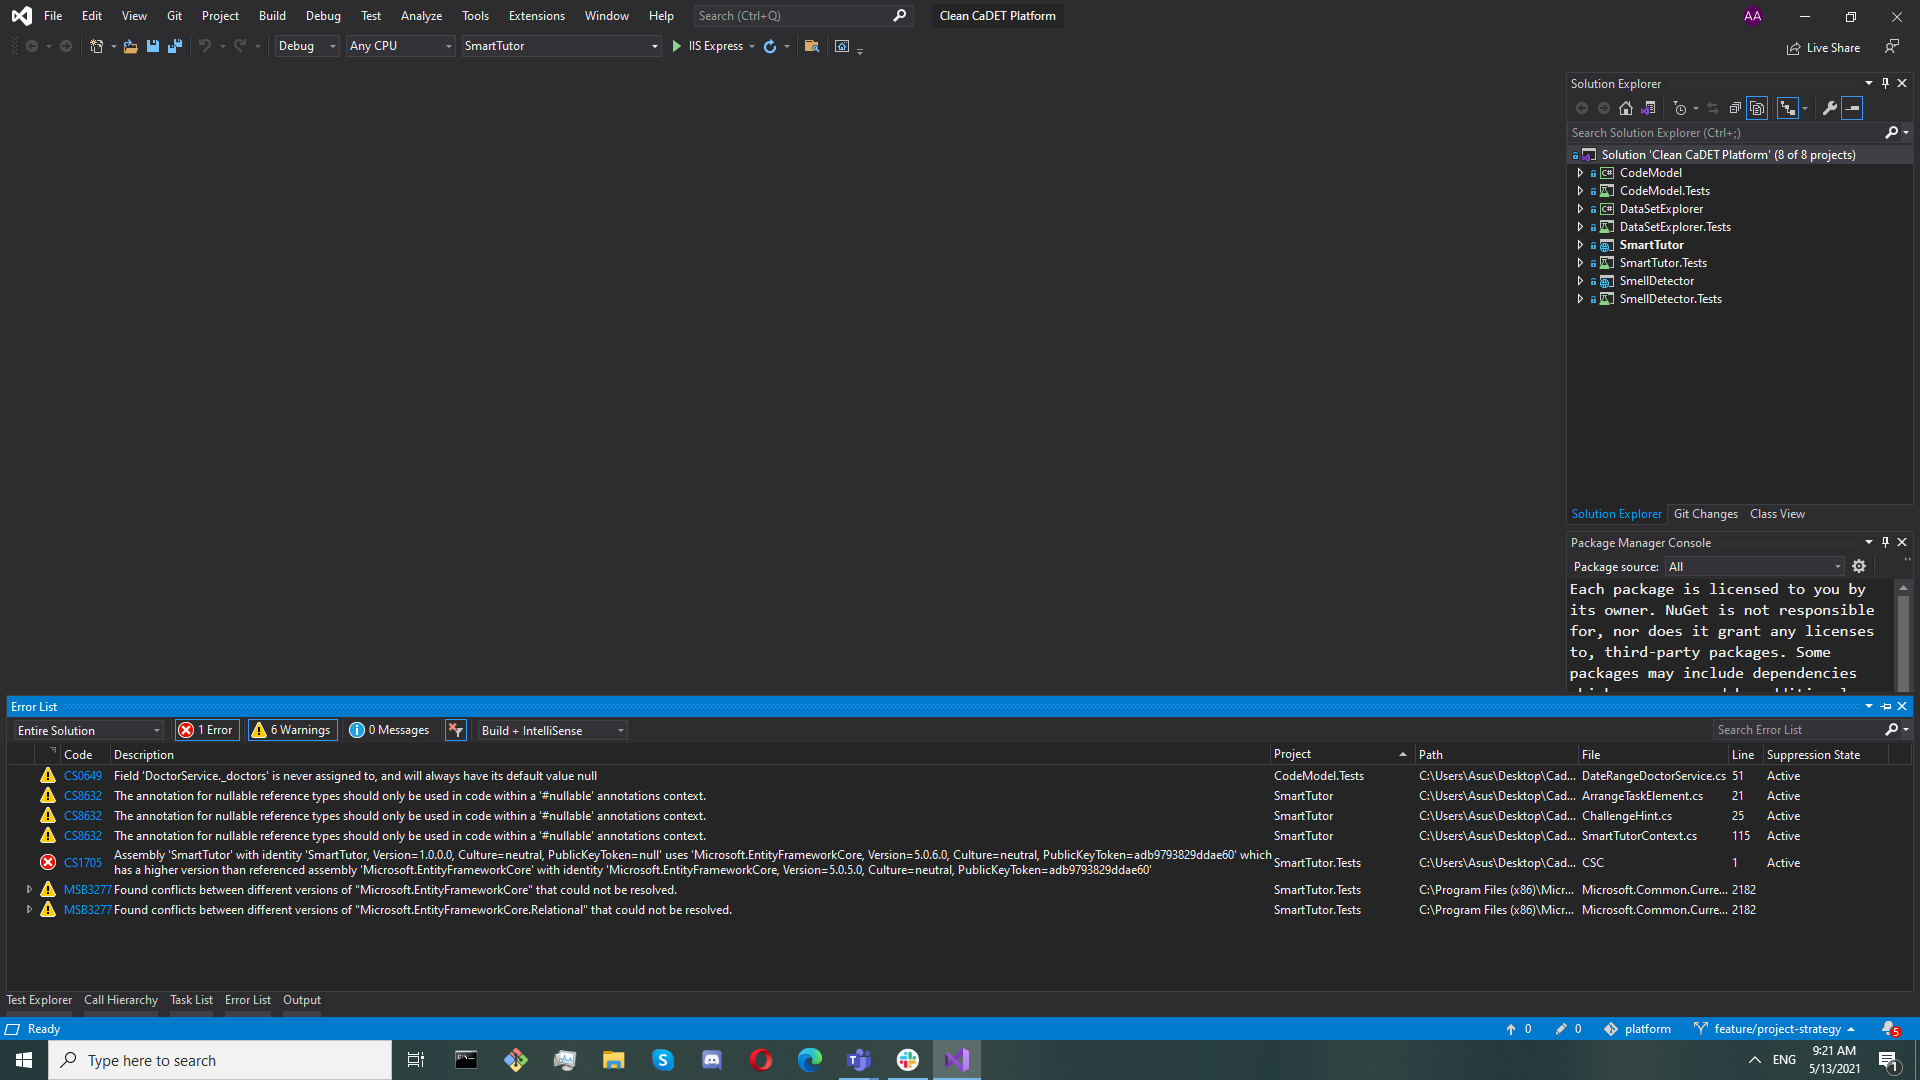 File Edit View Git Project Build Debug Test Analyze Tools Extensions Window Help Search (Ctrl+Q) Clean CaDET Platform AA
Debug Any CPU SmartTutor IIS Express Live Share
Solution Explorer
Search Solution Explorer (Ctrl+;)
Solution 'Clean CaDET Platform' (8 of 8 projects)
CodeModel
CodeModel.Tests
DataSetExplorer
DataSetExplorer.Tests
SmartTutor
SmartTutor.Tests
SmellDetector
SmellDetector.Tests
Solution Explorer Git Changes Class View
Package Manager Console
Package source: All
Each package is licensed to you by
its owner. NuGet is not responsible
for, nor does it grant any licenses
to, third-party packages. Some
packages may include dependencies
Error List
Entire Solution 1 Error 6 Warnings 0 Messages Build + IntelliSense Search Error List
Code Description Project Path File Line Suppression State
CS0649 Field 'DoctorService._doctors' is never assigned to, and will always have its default value null CodeModel.Tests C:\Users\Asus\Desktop\Cad... DateRangeDoctorService.cs 51 Active
CS8632 The annotation for nullable reference types should only be used in code within a '#nullable' annotations context. SmartTutor C:\Users\Asus\Desktop\Cad... ArrangeTaskElement.cs 21 Active
CS8632 The annotation for nullable reference types should only be used in code within a '#nullable' annotations context. SmartTutor C:\Users\Asus\Desktop\Cad... ChallengeHint.cs 25 Active
CS8632 The annotation for nullable reference types should only be used in code within a '#nullable' annotations context. SmartTutor C:\Users\Asus\Desktop\Cad... SmartTutorContext.cs 115 Active
CS1705 Assembly 'SmartTutor' with identity 'SmartTutor, Version=1.0.0.0, Culture=neutral, PublicKeyToken=null' uses 'Microsoft.EntityFrameworkCore, Version=5.0.6.0, Culture=neutral, PublicKeyToken=adb9793829ddae60' which
has a higher version than referenced assembly 'Microsoft.EntityFrameworkCore' with identity 'Microsoft.EntityFrameworkCore, Version=5.0.5.0, Culture=neutral, PublicKeyToken=adb9793829ddae60' SmartTutor.Tests C:\Users\Asus\Desktop\Cad... CSC 1 Active
MSB3277 Found conflicts between different versions of "Microsoft.EntityFrameworkCore" that could not be resolved. SmartTutor.Tests C:\Program Files (x86)\Micr... Microsoft.Common.Curre... 2182
MSB3277 Found conflicts between different versions of "Microsoft.EntityFrameworkCore.Relational" that could not be resolved. SmartTutor.Tests C:\Program Files (x86)\Micr... Microsoft.Common.Curre... 2182
Test Explorer Call Hierarchy Task List Error List Output
Ready 0 0 platform feature/project-strategy 5
Type here to search ENG 9:21 AM
5/13/2021 1